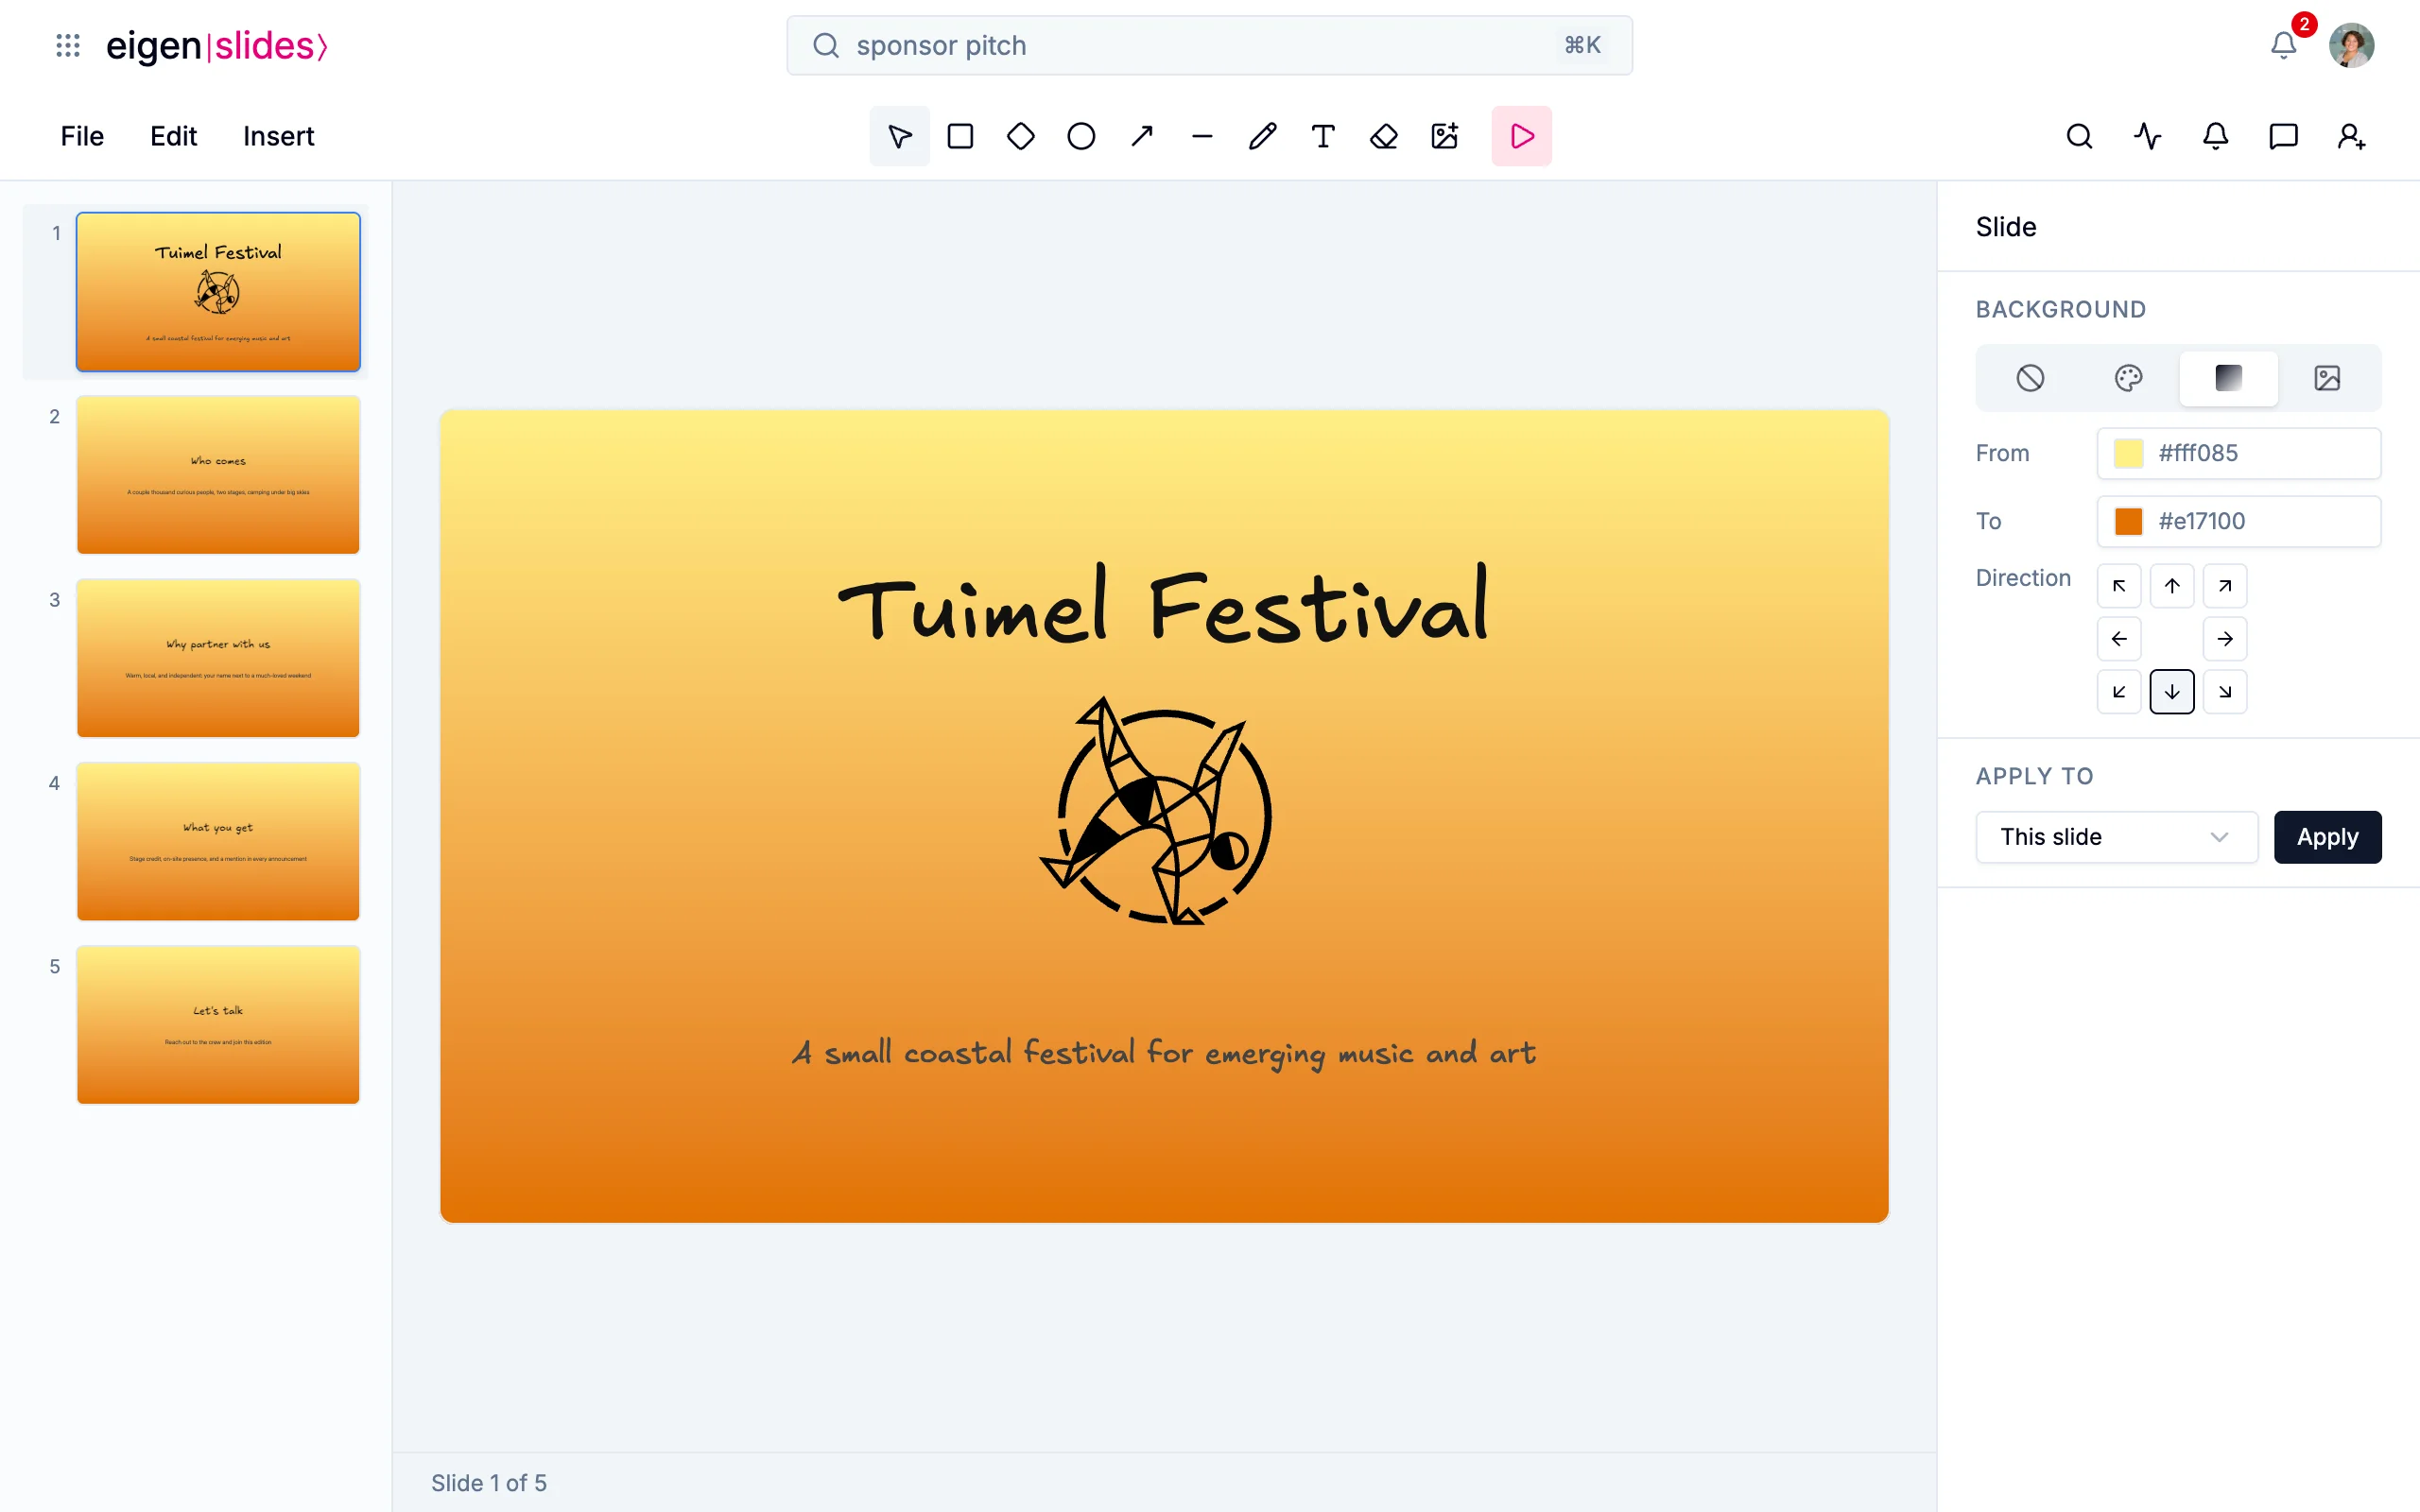 eigen|slides⟩
sponsor pitch
⌘K
2
File
Edit
Insert
1
Tuimel Festival
A small coastal festival for emerging music and art
2
Who comes
A couple thousand curious people, two stages, camping under big skies
3
Why partner with us
Warm, local, and independent: your name next to a much-loved weekend
4
What you get
Stage credit, on-site presence, and a mention in every announcement
5
Let's talk
Reach out to the crew and join this edition
Tuimel Festival
A small coastal festival for emerging music and art
Slide 1 of 5
Slide
BACKGROUND
From
#fff085
To
#e17100
Direction
APPLY TO
This slide
Apply